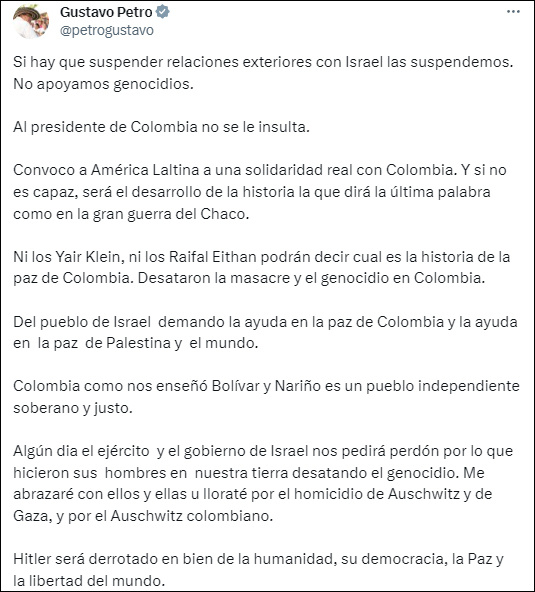 Gustavo Petro
@petrogustavo
Si hay que suspender relaciones exteriores con Israel las suspendemos.
No apoyamos genocidios.
Al presidente de Colombia no se le insulta.
Convoco a América Laltina a una solidaridad real con Colombia. Y si no
es capaz, será el desarrollo de la historia la que dirá la última palabra
como en la gran guerra del Chaco.
Ni los Yair Klein, ni los Raifal Eithan podrán decir cual es la historia de la
paz de Colombia. Desataron la masacre y el genocidio en Colombia.
Del pueblo de Israel  demando la ayuda en la paz de Colombia y la ayuda
en  la paz  de Palestina y  el mundo.
Colombia como nos enseñó Bolívar y Nariño es un pueblo independiente
soberano y justo.
Algún dia el ejército  y el gobierno de Israel nos pedirá perdón por lo que
hicieron sus  hombres en  nuestra tierra desatando el genocidio. Me
abrazaré con ellos y ellas u lloraté por el homicidio de Auschwitz y de
Gaza, y por el Auschwitz colombiano.
Hitler será derrotado en bien de la humanidad, su democracia, la Paz y
la libertad del mundo.